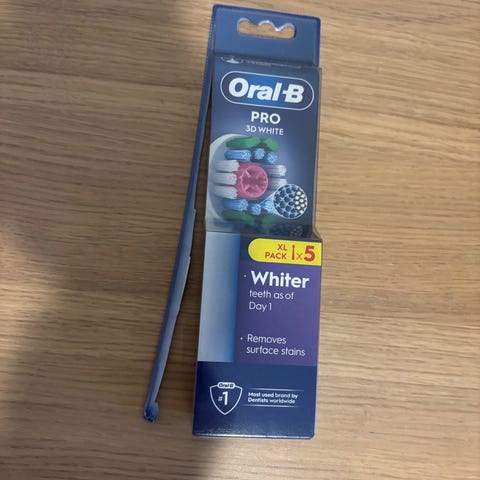 Oral-B
PRO
3D WHITE
XL
PACK 1x5
· Whiter
teeth as of
Day 1
· Removes
surface stains
Oral-B
#1
Most used brand by
Dentists worldwide